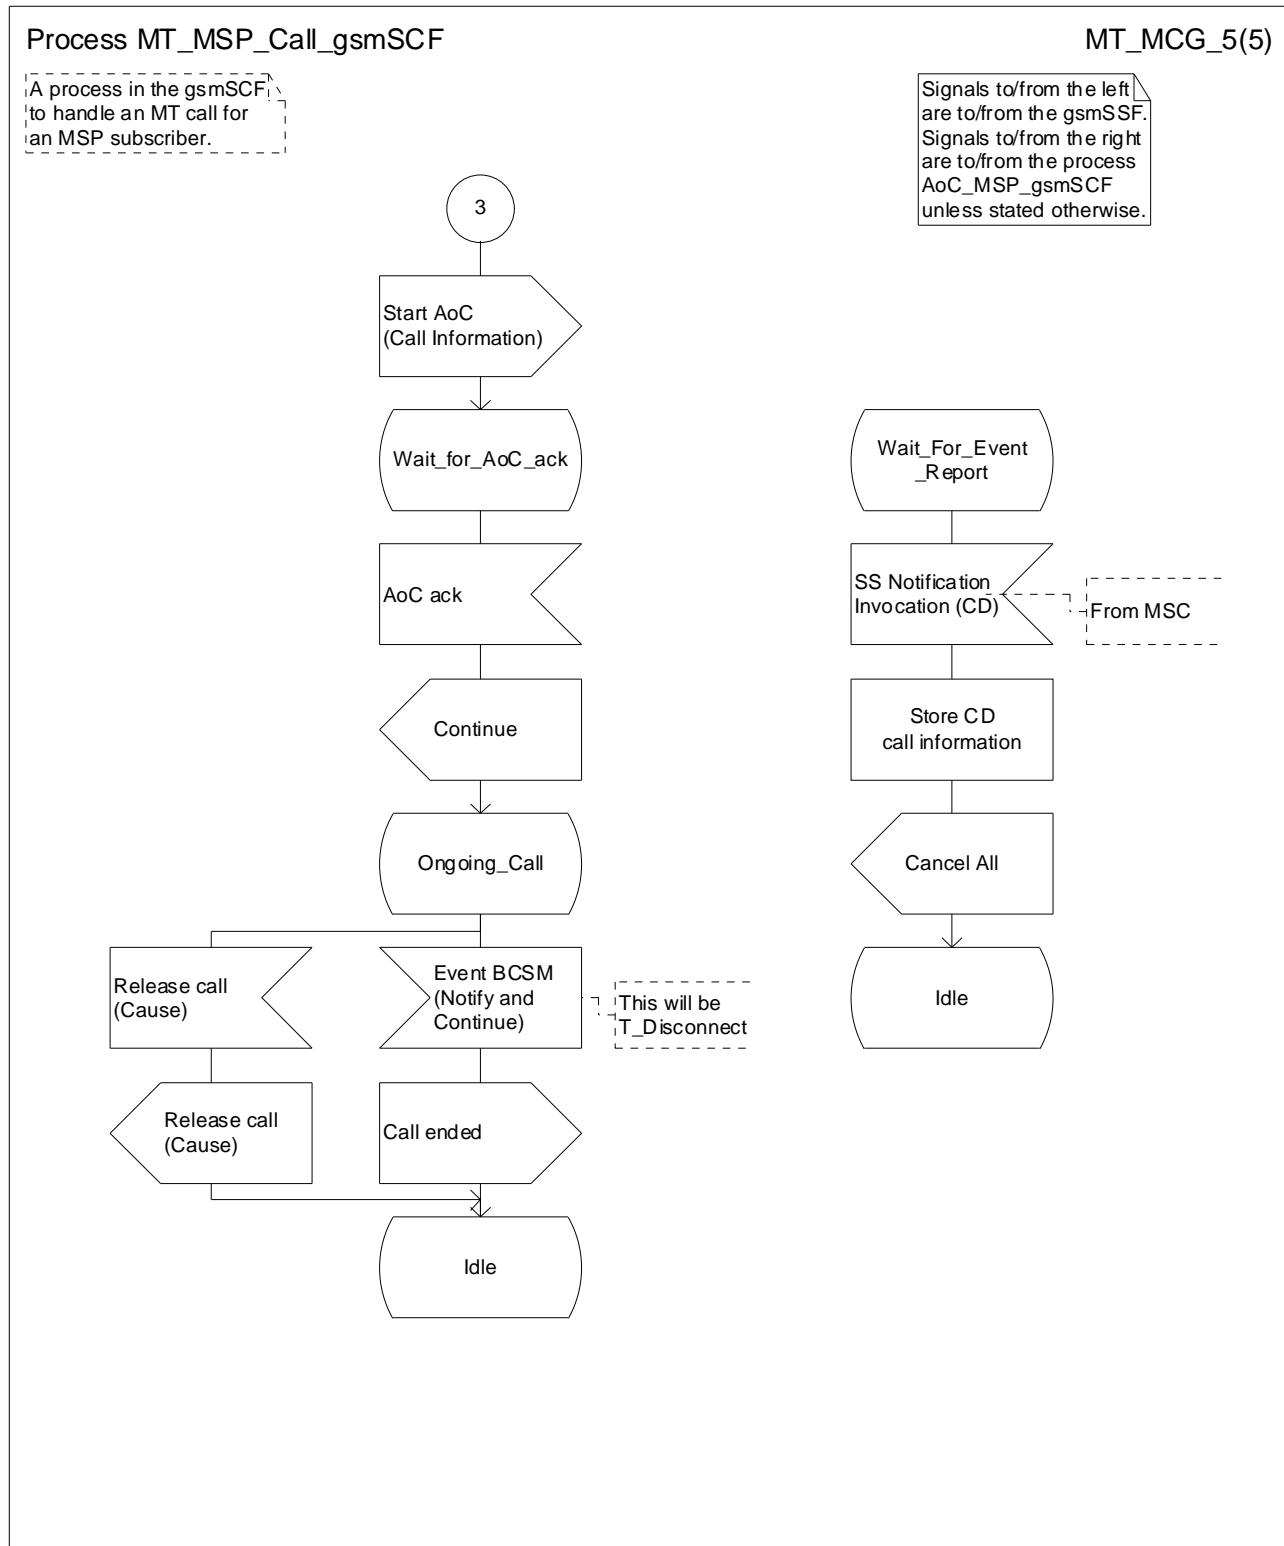 Process MT_MSP_Call_gsmSCF
MT_MCG_5(5)
A process in the gsmSCF
to handle an MT call for
an MSP subscriber.
Signals to/from the left
are to/from the gsmSSF.
Signals to/from the right
are to/from the process
AoC_MSP_gsmSCF
unless stated otherwise.
3
Start AoC
(Call Information)
Wait_for_AoC_ack
AoC ack
Continue
Ongoing_Call
Release call
(Cause)
Event BCSM
(Notify and
Continue)
This will be
T_Disconnect
Release call
(Cause)
Call ended
Idle
Wait_For_Event
_Report
SS Notification
Invocation (CD)
From MSC
Store CD
call information
Cancel All
Idle